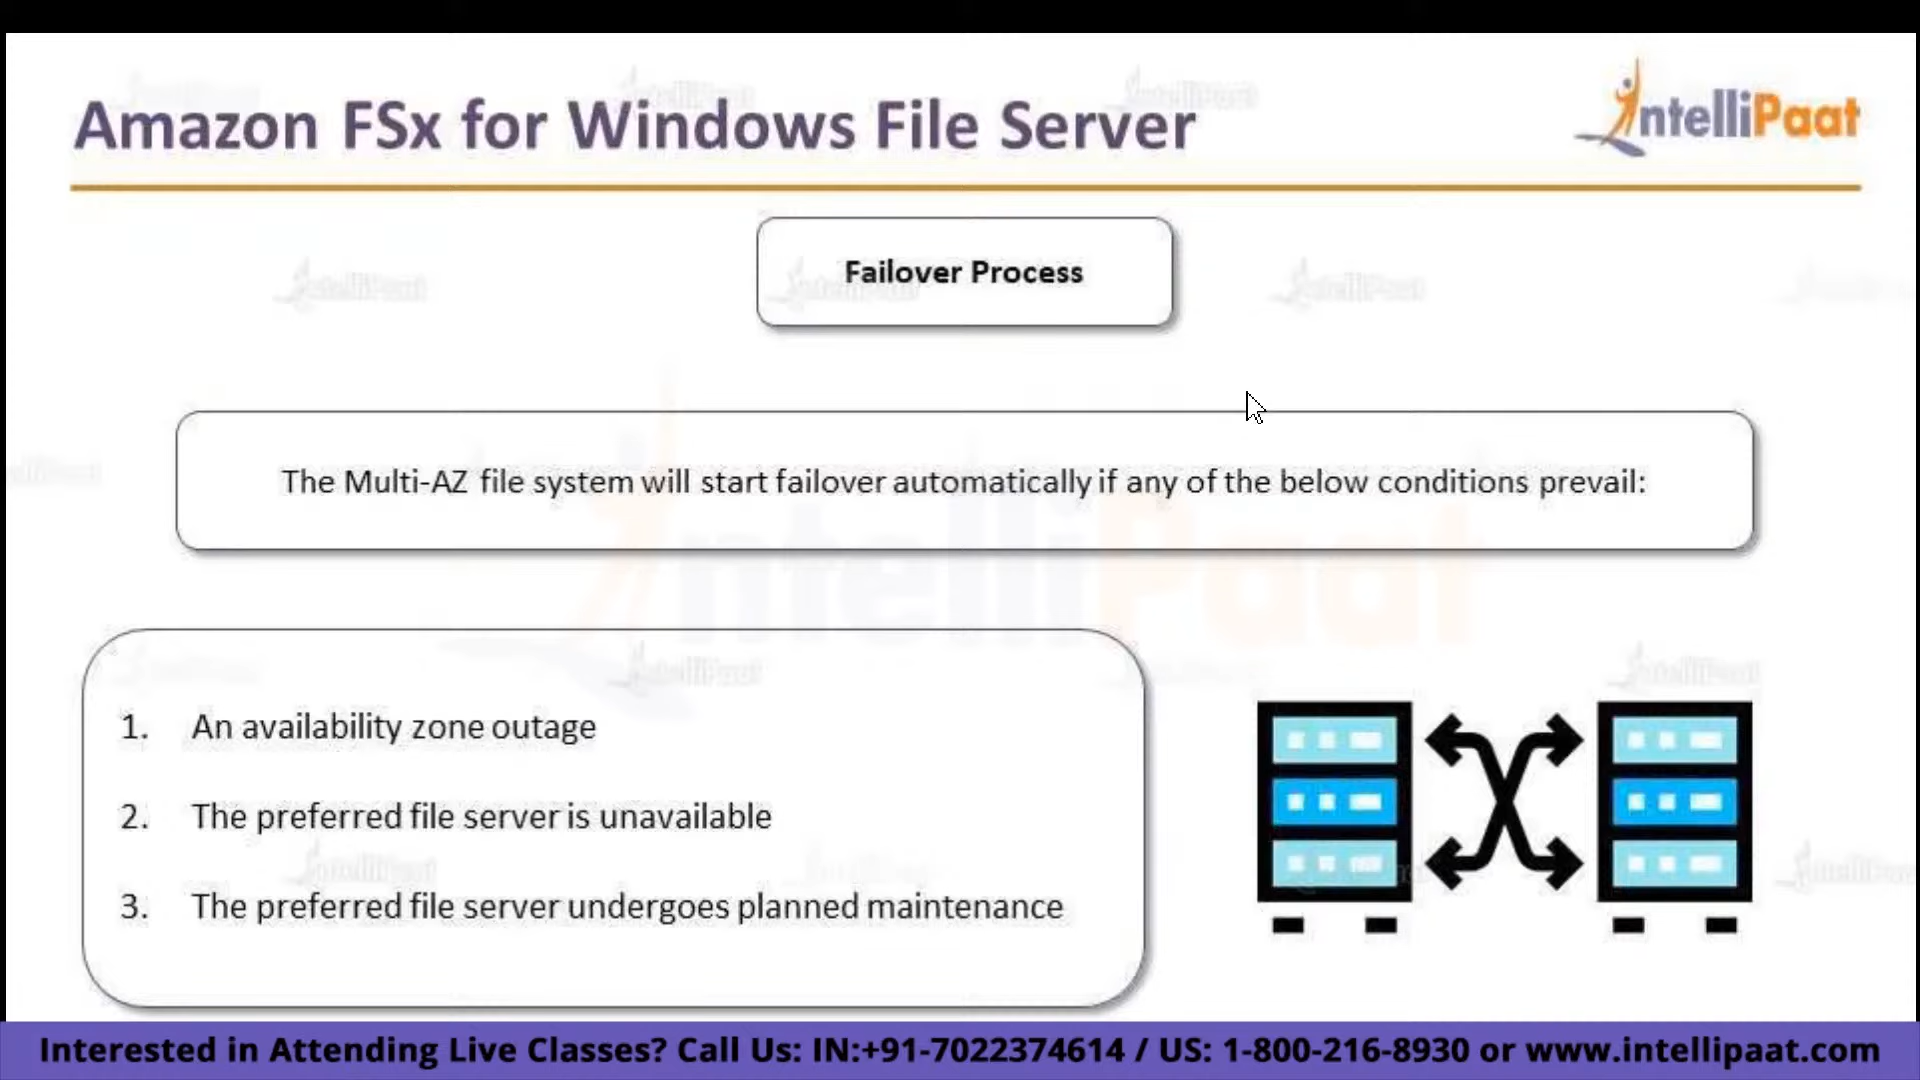 Amazon FSx for Windows File Server
IntelliPaat
Failover Process
The Multi-AZ file system will start failover automatically if any of the below conditions prevail:
1. An availability zone outage
2. The preferred file server is unavailable
3. The preferred file server undergoes planned maintenance
Interested in Attending Live Classes? Call Us: IN:+91-7022374614 / US: 1-800-216-8930 or www.intellipaat.com